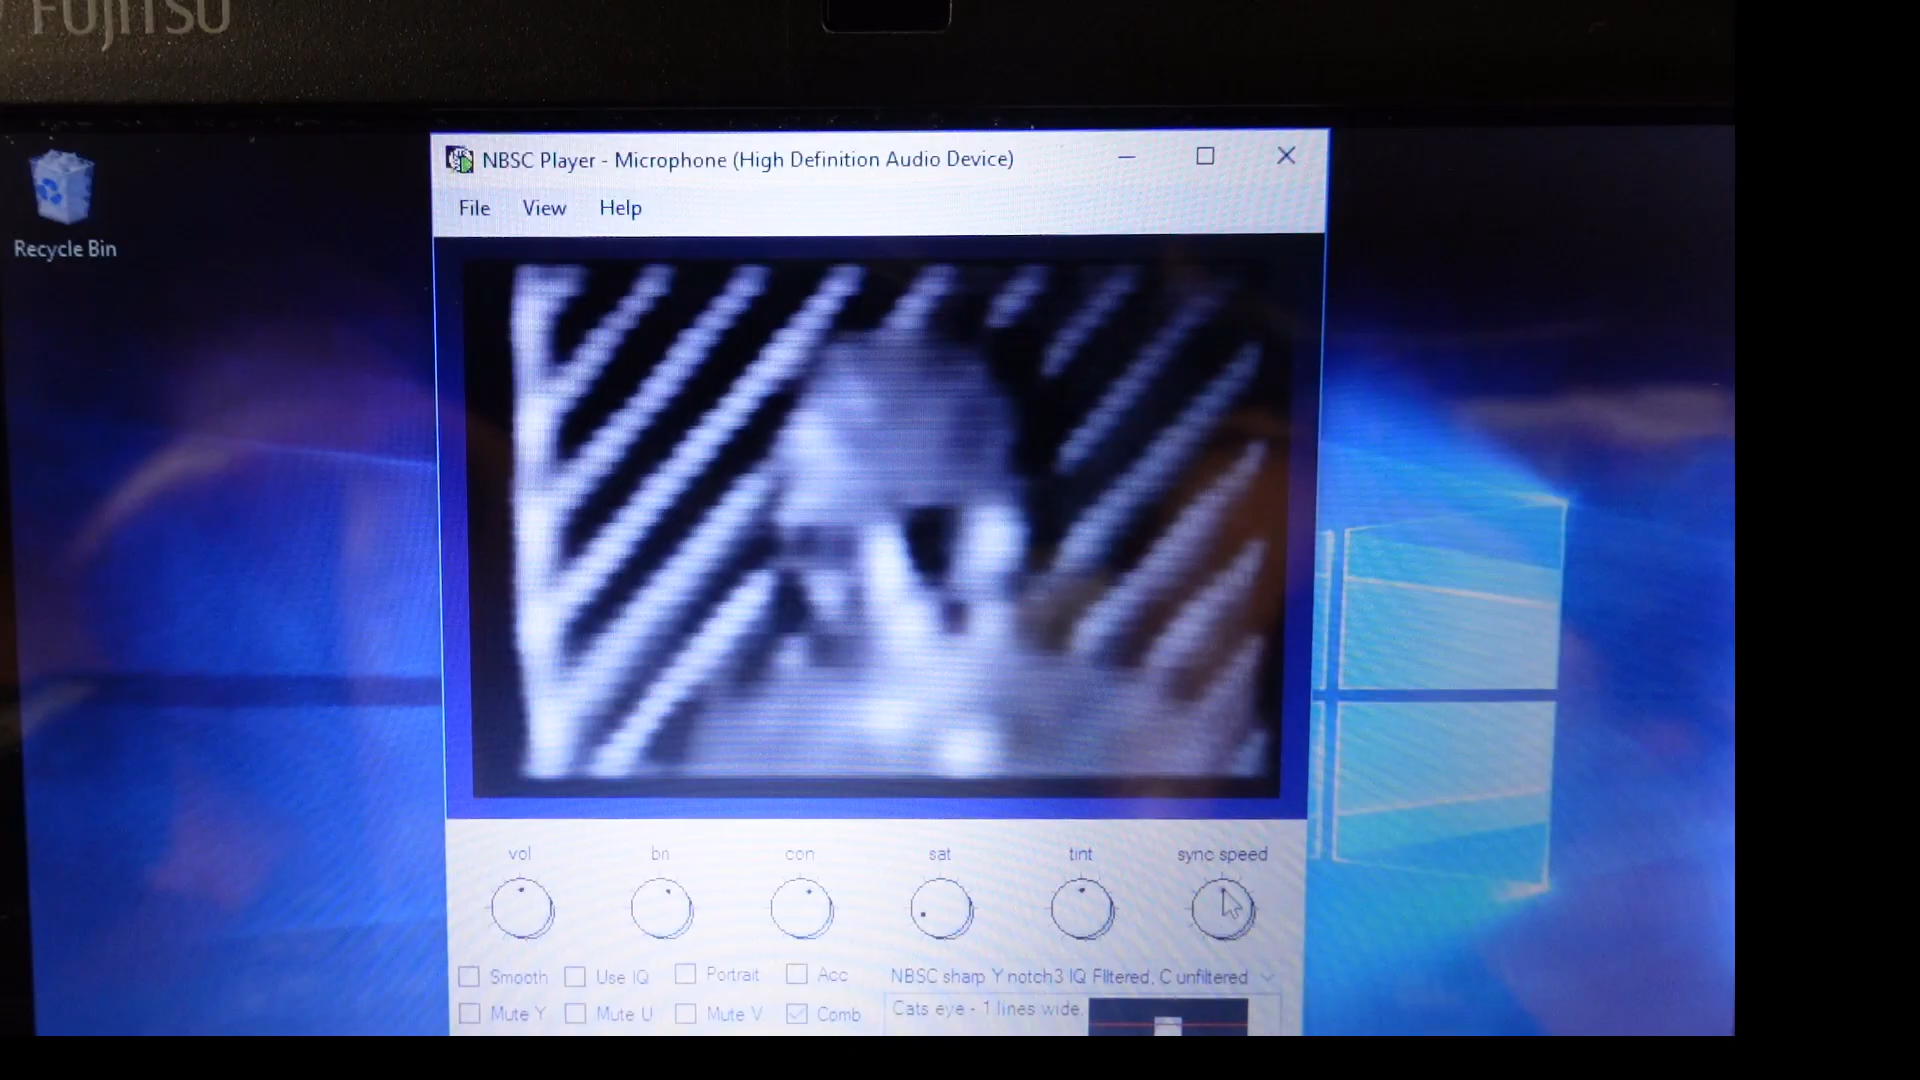 FUJITSU
NBSC Player - Microphone (High Definition Audio Device)
File View Help
Recycle Bin
vol bri con sat tint sync speed
Smooth Use IQ Portrait Acc NBSC sharp Y notch3 IQ Filtered, C unfiltered
Mute Y Mute U Mute V Comb Cats eye - 1 lines wide.